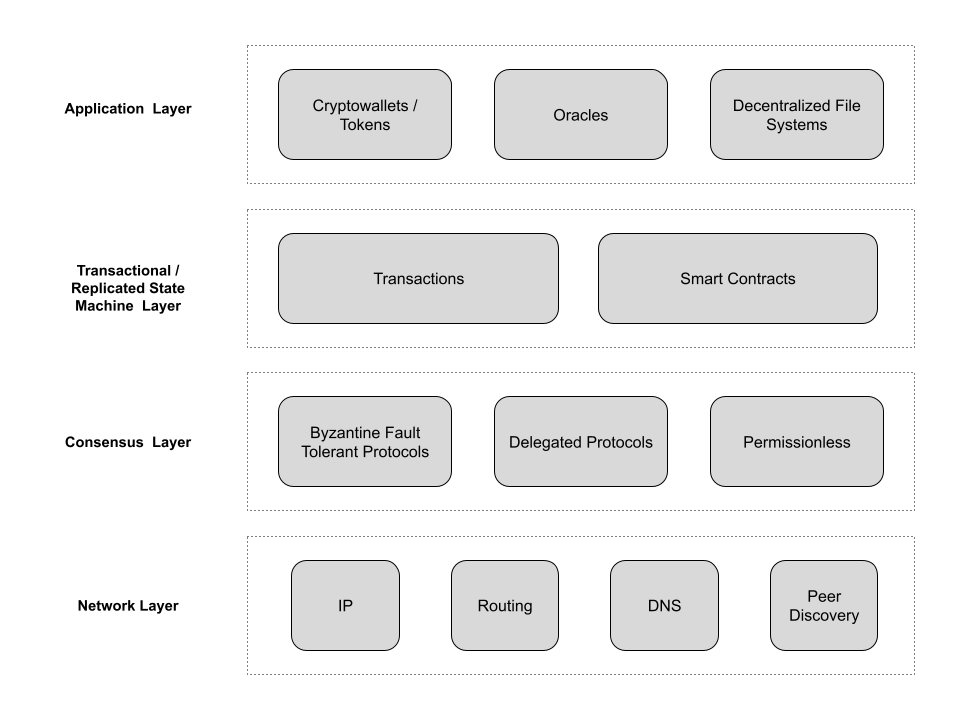 Application Layer
Cryptowallets /
Tokens
Oracles
Decentralized File
Systems
Transactional /
Replicated State
Machine Layer
Transactions
Smart Contracts
Consensus Layer
Byzantine Fault
Tolerant Protocols
Delegated Protocols
Permissionless
Network Layer
IP
Routing
DNS
Peer
Discovery